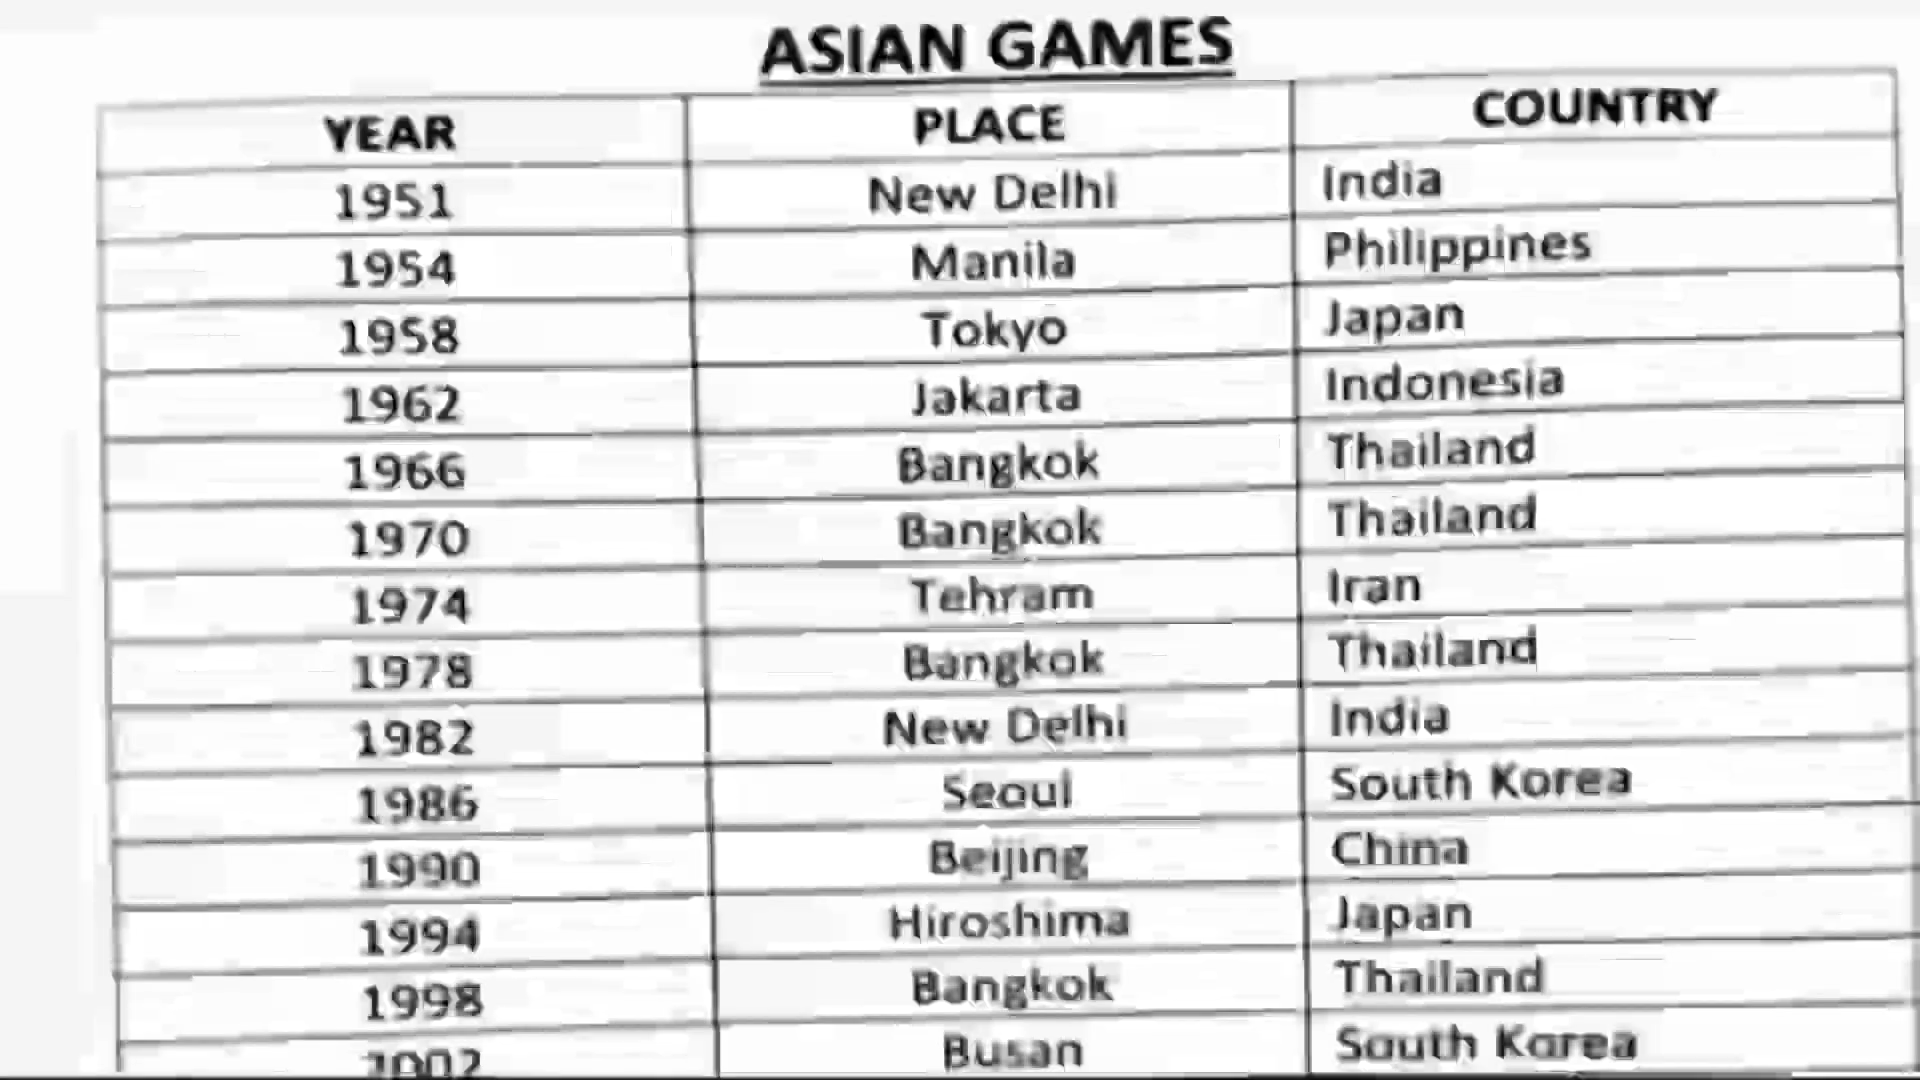 ASIAN GAMES
YEAR PLACE COUNTRY
1951 New Delhi India
1954 Manila Philippines
1958 Tokyo Japan
1962 Jakarta Indonesia
1966 Bangkok Thailand
1970 Bangkok Thailand
1974 Tehram Iran
1978 Bangkok Thailand
1982 New Delhi India
1986 Seoul South Korea
1990 Beijing China
1994 Hiroshima Japan
1998 Bangkok Thailand
2002 Busan South Korea